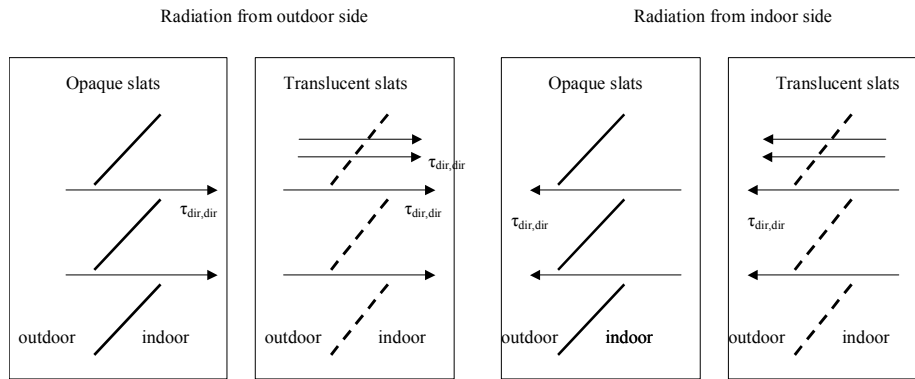 Radiation from outdoor side
Radiation from indoor side
Opaque slats
Translucent slats
Opaque slats
Translucent slats
τdir,dir
τdir,dir
τdir,dir
τdir,dir
τdir,dir
outdoor
indoor
outdoor
indoor
outdoor
indoor
outdoor
indoor